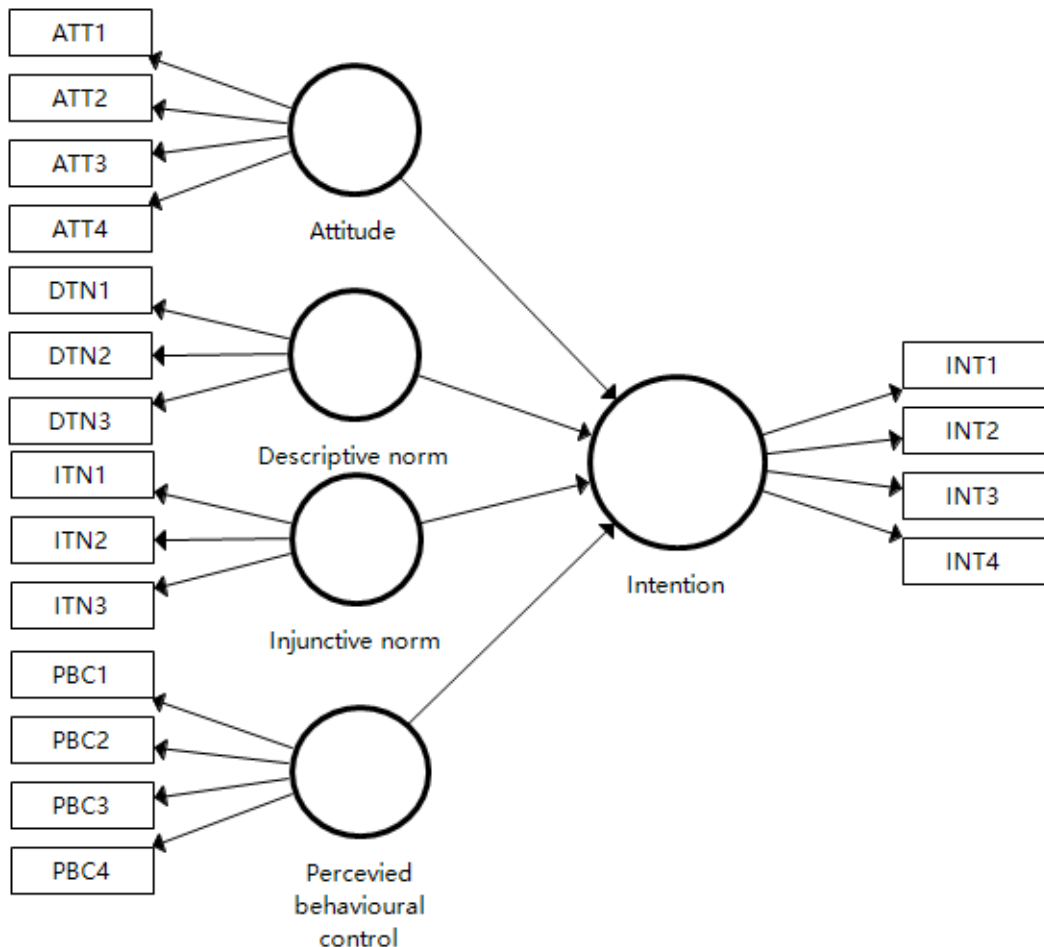 ATT1
ATT2
ATT3
ATT4
Attitude
DTN1
DTN2
DTN3
Descriptive norm
ITN1
ITN2
ITN3
Injunctive norm
PBC1
PBC2
PBC3
PBC4
Percevied
behavioural
control
Intention
INT1
INT2
INT3
INT4